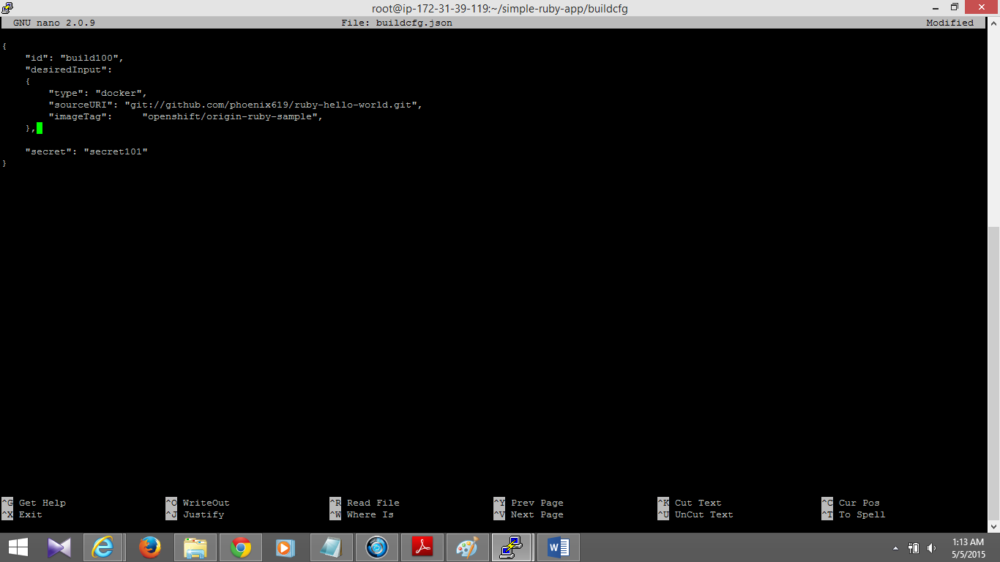 root@ip-172-31-39-119:~/simple-ruby-app/buildcfg
GNU nano 2.0.9 File: buildcfg.json Modified
{
"id": "build100",
"desiredInput":
{
"type": "docker",
"sourceURI": "git://github.com/phoenix619/ruby-hello-world.git",
"imageTag": "openshift/origin-ruby-sample",
},
"secret": "secret101"
}
^G Get Help ^O WriteOut ^R Read File ^Y Prev Page ^K Cut Text ^C Cur Pos
^X Exit ^J Justify ^W Where Is ^V Next Page ^U UnCut Text ^T To Spell
1:13 AM
5/5/2015